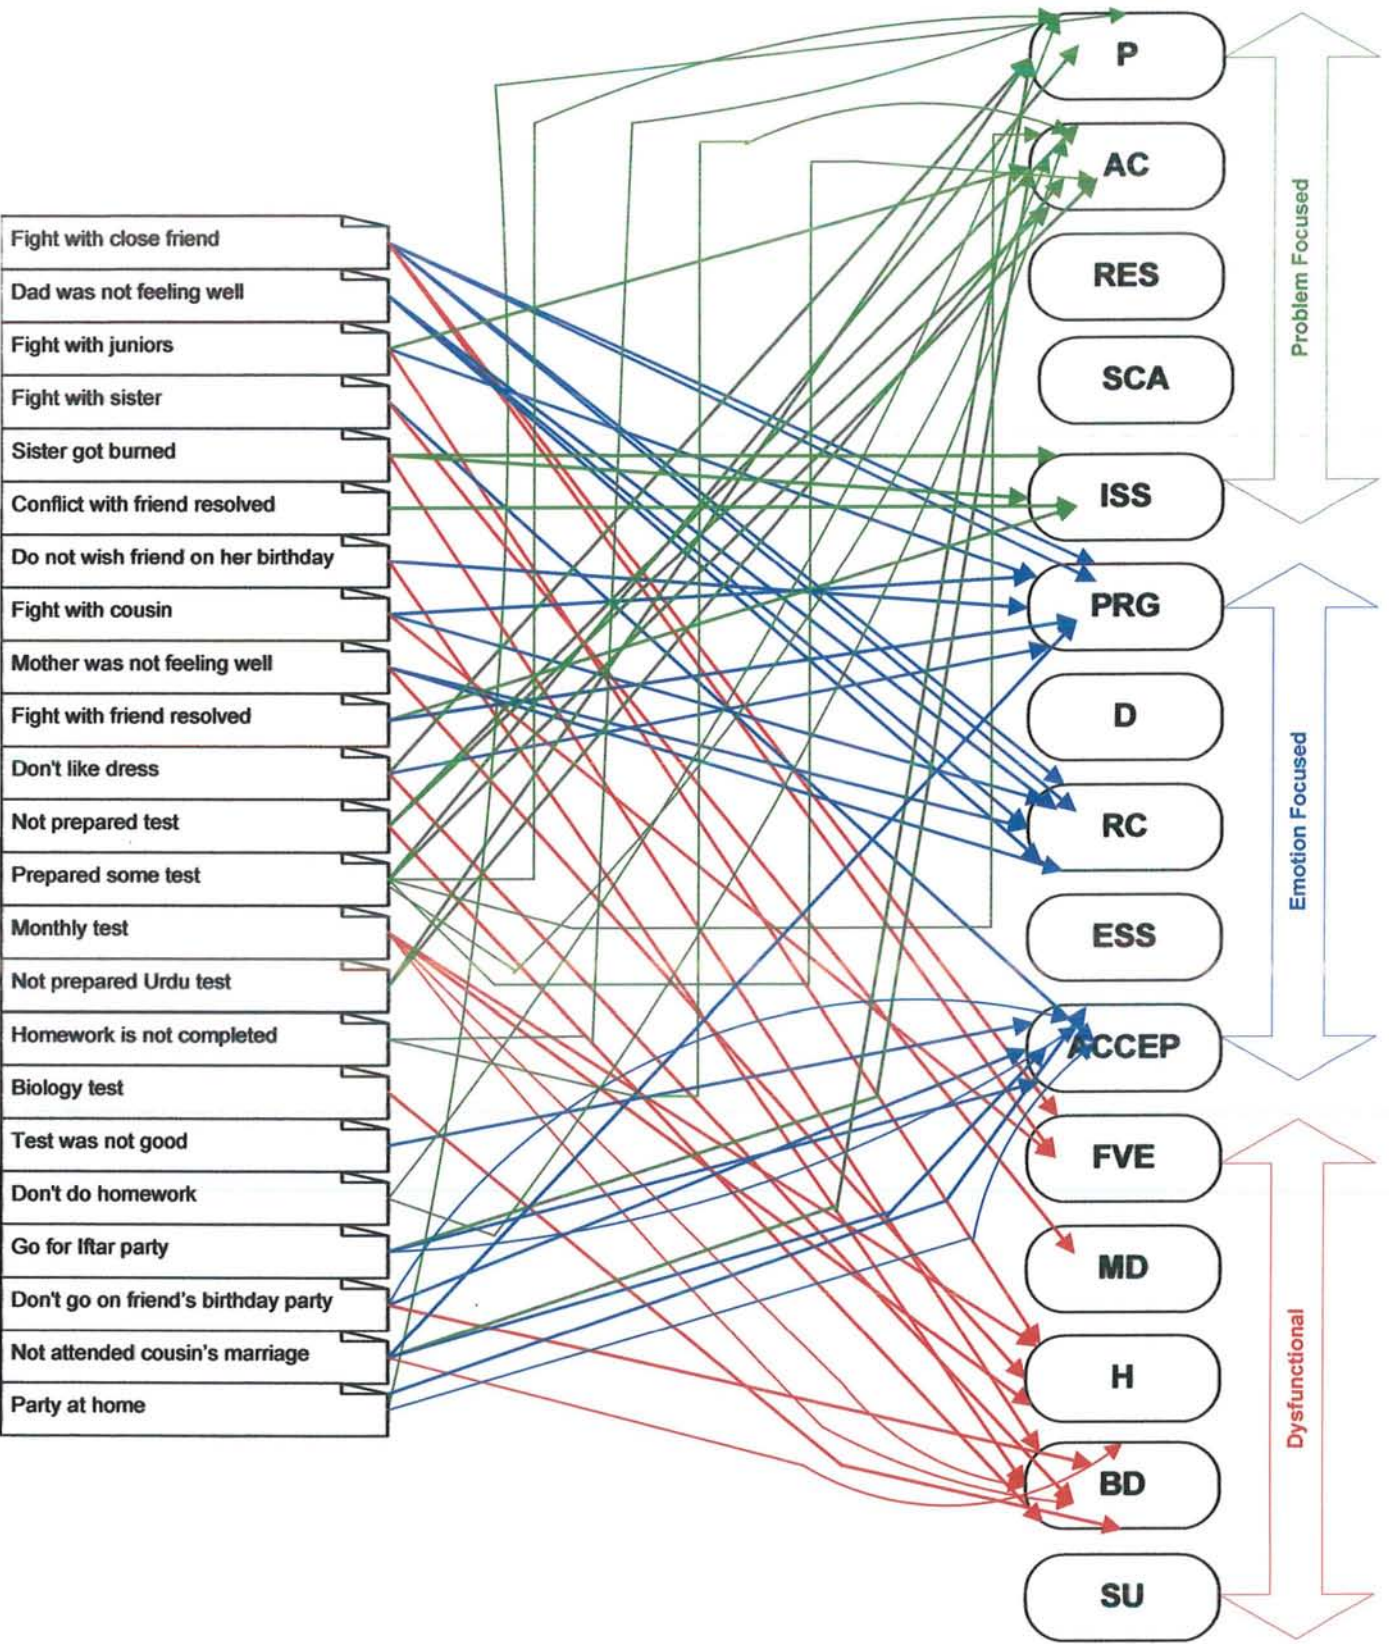 Fight with close friend
Dad was not feeling well
Fight with juniors
Fight with sister
Sister got burned
Conflict with friend resolved
Do not wish friend on her birthday
Fight with cousin
Mother was not feeling well
Fight with friend resolved
Don't like dress
Not prepared test
Prepared some test
Monthly test
Not prepared Urdu test
Homework is not completed
Biology test
Test was not good
Don't do homework
Go for Iftar party
Don't go on friend's birthday party
Not attended cousin's marriage
Party at home
P
AC
RES
SCA
ISS
PRG
D
RC
ESS
ACCEP
FVE
MD
H
BD
SU
Problem Focused
Emotion Focused
Dysfunctional